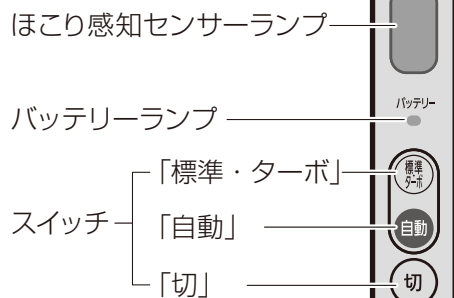 ほこり感知センサーランプ
バッテリー
バッテリーランプ
「標準・ターボ」
標準
ターボ
スイッチ
「自動」
自動
「切」
切